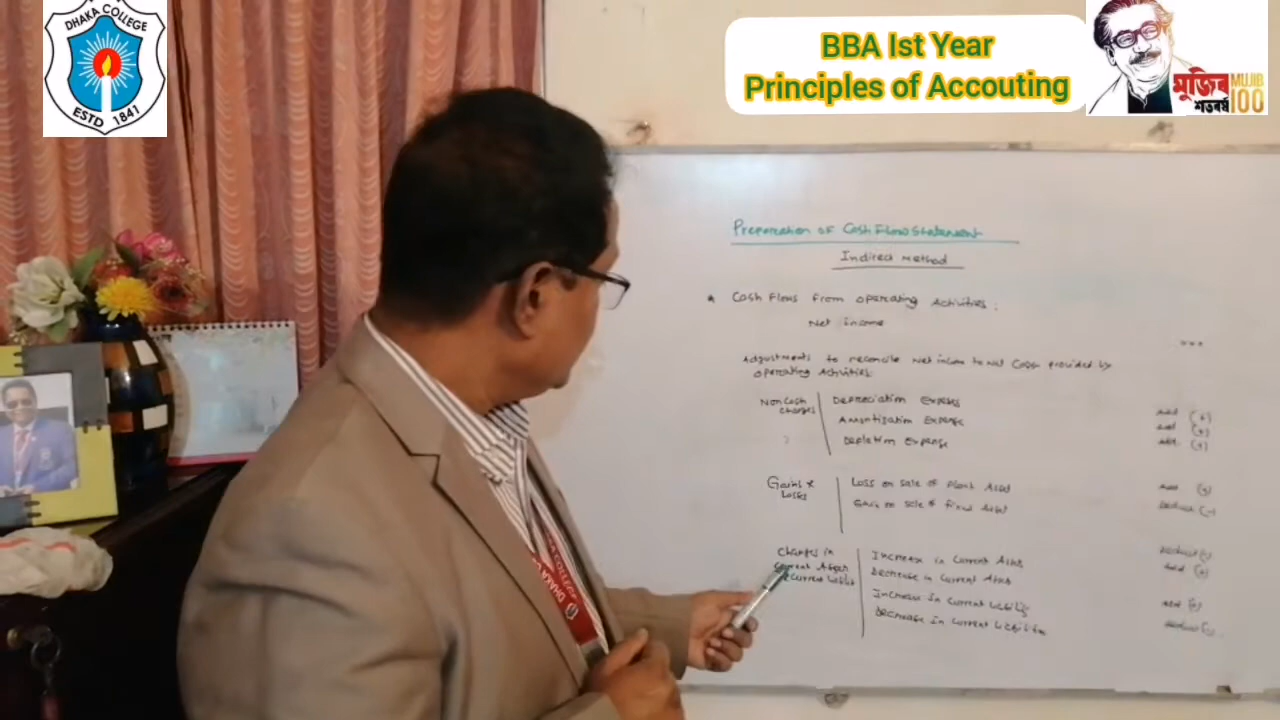 DHAKA COLLEGE
ESTD 1841
BBA Ist Year
Principles of Accouting
মুজিব MUJIB
শতবর্ষ 100
Preparation of Cash Flow Statement
Indirect Method
* Cash Flows From Operating Activities:
Net income
Adjustments to reconcile Net income to Net Cash provided by
operating Activities:
Non Cash charges
Depreciation Expenses Add (+)
Amortization Expense Add (+)
Depletion Expense Add (+)
Gains & Losses
Loss on sale of Plant Asset Add (+)
Gain on sale of fixed Asset Deduct (-)
Changes in
Current
Current
Increase in Current Assets Deduct (-)
Decrease in Current Assets Add (+)
Increase in Current Liability Add (+)
Decrease in Current Liabilities Deduct (-)
DHAKA